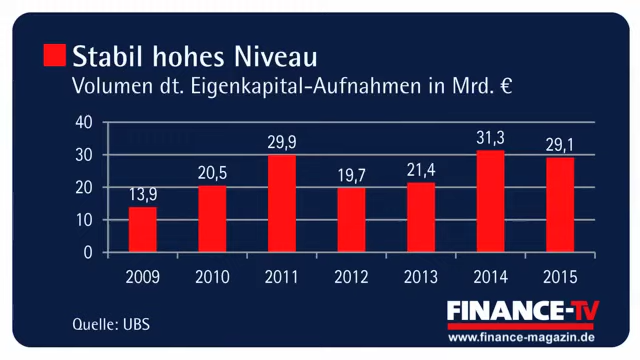 Stabil hohes Niveau
Volumen dt. Eigenkapital-Aufnahmen in Mrd. €
40
30
20
10
0
13,9
20,5
29,9
19,7
21,4
31,3
29,1
2009 2010 2011 2012 2013 2014 2015
Quelle: UBS
FINANCE-TV
www.finance-magazin.de